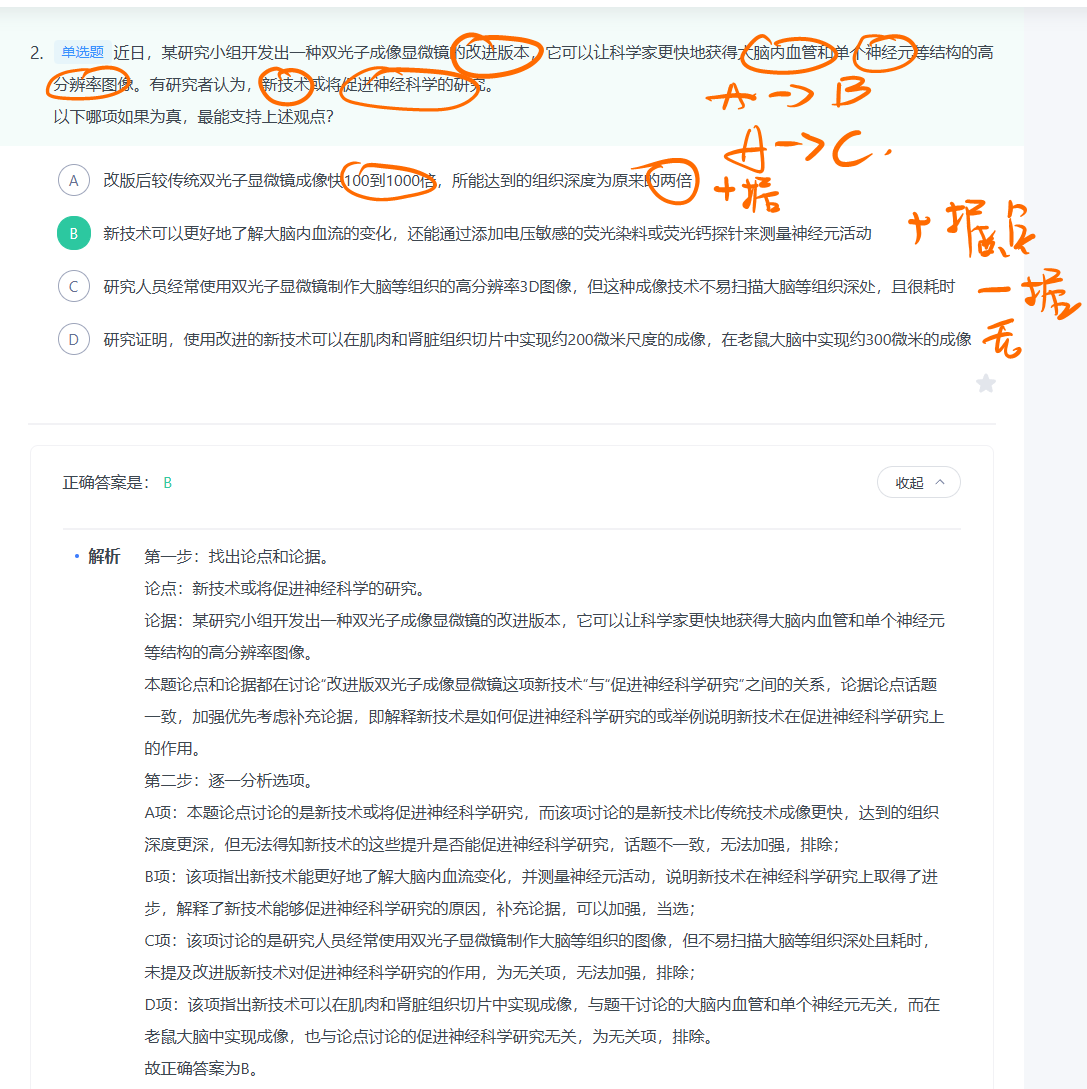 2. 单选题 近日，某研究小组开发出一种双光子成像显微镜的改进版本，它可以让科学家更快地获得大脑内血管和单个神经元等结构的高
分辨率图像。有研究者认为，新技术或将促进神经科学的研究。
以下哪项如果为真，最能支持上述观点？
A -> B
A -> C.
A 改版后较传统双光子显微镜成像快100到1000倍，所能达到的组织深度为原来的两倍
+据
B 新技术可以更好地了解大脑内血流的变化，还能通过添加电压敏感的荧光染料或荧光钙探针来测量神经元活动
+据
C 研究人员经常使用双光子显微镜制作大脑等组织的高分辨率3D图像，但这种成像技术不易扫描大脑等组织深处，且很耗时
一据
D 研究证明，使用改进的新技术可以在肌肉和肾脏组织切片中实现约200微米尺度的成像，在老鼠大脑中实现约300微米的成像
无
正确答案是： B
收起
解析 第一步：找出论点和论据。
论点：新技术或将促进神经科学的研究。
论据：某研究小组开发出一种双光子成像显微镜的改进版本，它可以让科学家更快地获得大脑内血管和单个神经元
等结构的高分辨率图像。
本题论点和论据都在讨论“改进版双光子成像显微镜这项新技术”与“促进神经科学研究”之间的关系，论据论点话题
一致，加强优先考虑补充论据，即解释新技术是如何促进神经科学研究的或举例说明新技术在促进神经科学研究上
的作用。
第二步：逐一分析选项。
A项：本题论点讨论的是新技术或将促进神经科学研究，而该项讨论的是新技术比传统技术成像更快，达到的组织
深度更深，但无法得知新技术的这些提升是否能促进神经科学研究，话题不一致，无法加强，排除；
B项：该项指出新技术能更好地了解大脑内血流变化，并测量神经元活动，说明新技术在神经科学研究上取得了进
步，解释了新技术能够促进神经科学研究的原因，补充论据，可以加强，当选；
C项：该项讨论的是研究人员经常使用双光子显微镜制作大脑等组织的图像，但不易扫描大脑等组织深处且耗时，
未提及改进版新技术对促进神经科学研究的作用，为无关项，无法加强，排除；
D项：该项指出新技术可以在肌肉和肾脏组织切片中实现成像，与题干讨论的大脑内血管和单个神经元无关，而在
老鼠大脑中实现成像，也与论点讨论的促进神经科学研究无关，为无关项，排除。
故正确答案为B。